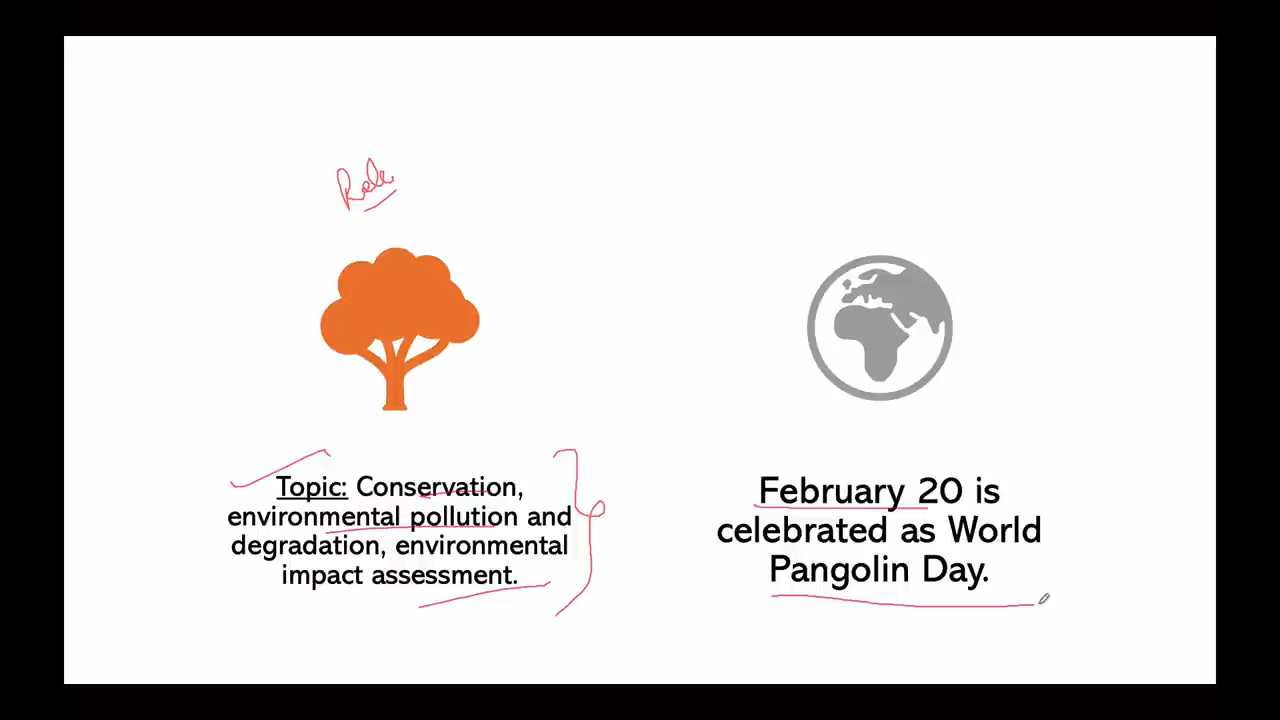 Topic: Conservation,
environmental pollution and
degradation, environmental
impact assessment.
February 20 is
celebrated as World
Pangolin Day.